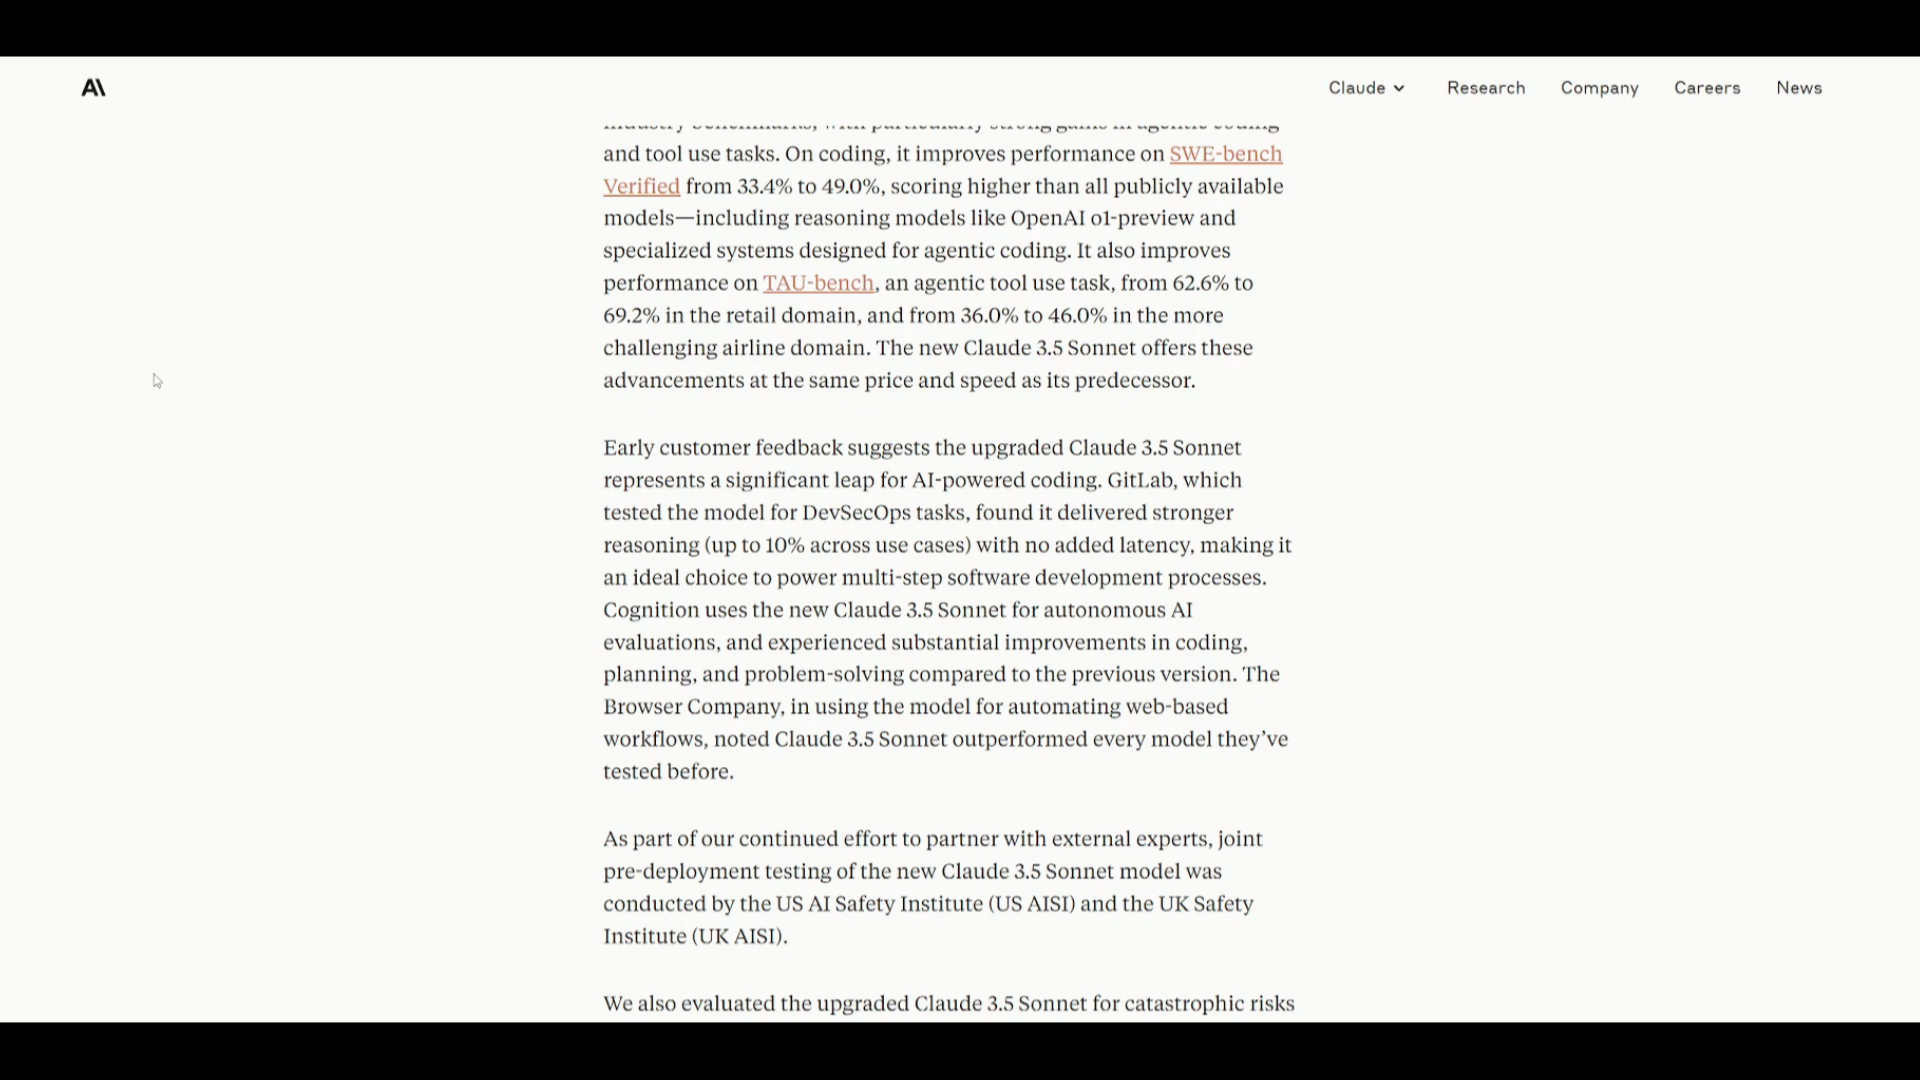 Claude
Research
Company
Careers
News
industry benchmarks, with particularly strong gains in agentic coding
and tool use tasks. On coding, it improves performance on SWE-bench
Verified from 33.4% to 49.0%, scoring higher than all publicly available
models—including reasoning models like OpenAI o1-preview and
specialized systems designed for agentic coding. It also improves
performance on TAU-bench, an agentic tool use task, from 62.6% to
69.2% in the retail domain, and from 36.0% to 46.0% in the more
challenging airline domain. The new Claude 3.5 Sonnet offers these
advancements at the same price and speed as its predecessor.
Early customer feedback suggests the upgraded Claude 3.5 Sonnet
represents a significant leap for AI-powered coding. GitLab, which
tested the model for DevSecOps tasks, found it delivered stronger
reasoning (up to 10% across use cases) with no added latency, making it
an ideal choice to power multi-step software development processes.
Cognition uses the new Claude 3.5 Sonnet for autonomous AI
evaluations, and experienced substantial improvements in coding,
planning, and problem-solving compared to the previous version. The
Browser Company, in using the model for automating web-based
workflows, noted Claude 3.5 Sonnet outperformed every model they’ve
tested before.
As part of our continued effort to partner with external experts, joint
pre-deployment testing of the new Claude 3.5 Sonnet model was
conducted by the US AI Safety Institute (US AISI) and the UK Safety
Institute (UK AISI).
We also evaluated the upgraded Claude 3.5 Sonnet for catastrophic risks